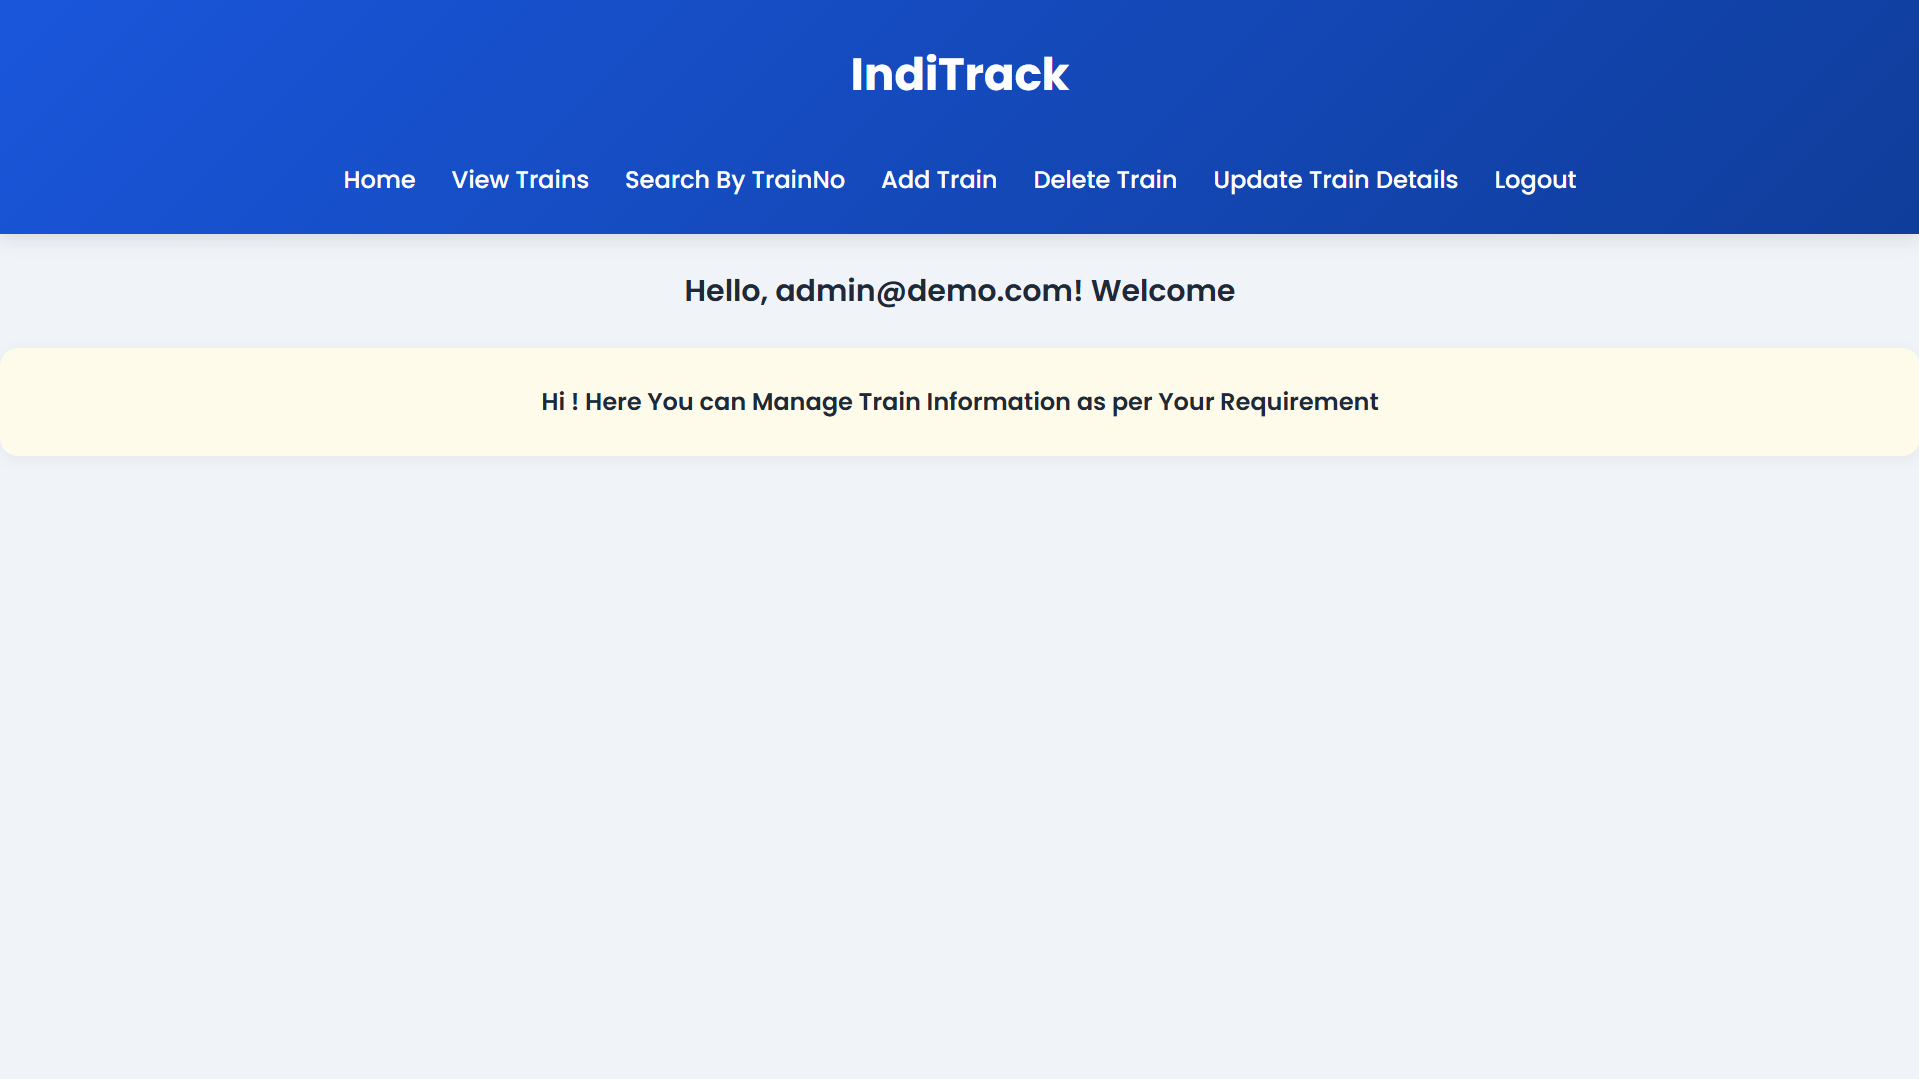 IndiTrack
Home View Trains Search By TrainNo Add Train Delete Train Update Train Details Logout
Hello, admin@demo.com! Welcome
Hi ! Here You can Manage Train Information as per Your Requirement